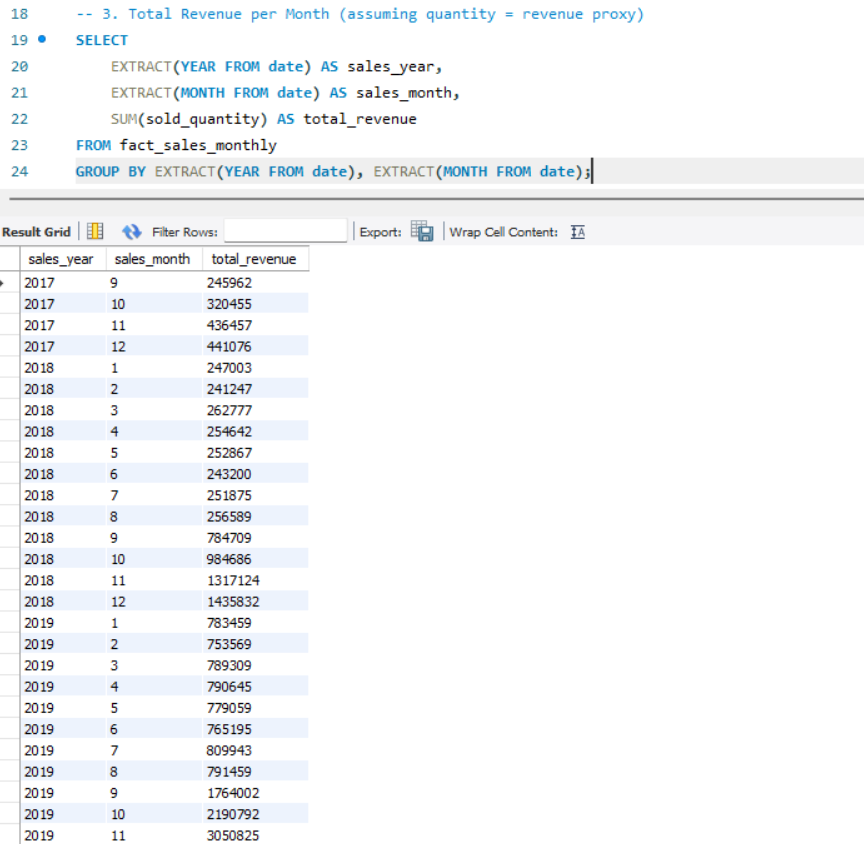 18 -- 3. Total Revenue per Month (assuming quantity = revenue proxy)
19 SELECT
20 EXTRACT(YEAR FROM date) AS sales_year,
21 EXTRACT(MONTH FROM date) AS sales_month,
22 SUM(sold_quantity) AS total_revenue
23 FROM fact_sales_monthly
24 GROUP BY EXTRACT(YEAR FROM date), EXTRACT(MONTH FROM date);
Result Grid Filter Rows: Export: Wrap Cell Content:
sales_year sales_month total_revenue
2017 9 245962
2017 10 320455
2017 11 436457
2017 12 441076
2018 1 247003
2018 2 241247
2018 3 262777
2018 4 254642
2018 5 252867
2018 6 243200
2018 7 251875
2018 8 256589
2018 9 784709
2018 10 984686
2018 11 1317124
2018 12 1435832
2019 1 783459
2019 2 753569
2019 3 789309
2019 4 790645
2019 5 779059
2019 6 765195
2019 7 809943
2019 8 791459
2019 9 1764002
2019 10 2190792
2019 11 3050825